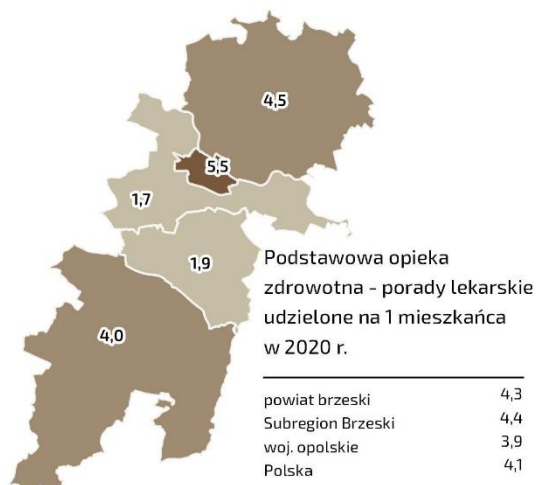 4,5
5,5
1,7
1,9
4,0
Podstawowa opieka
zdrowotna - porady lekarskie
udzielone na 1 mieszkańca
w 2020 r.
powiat brzeski 4,3
Subregion Brzeski 4,4
woj. opolskie 3,9
Polska 4,1